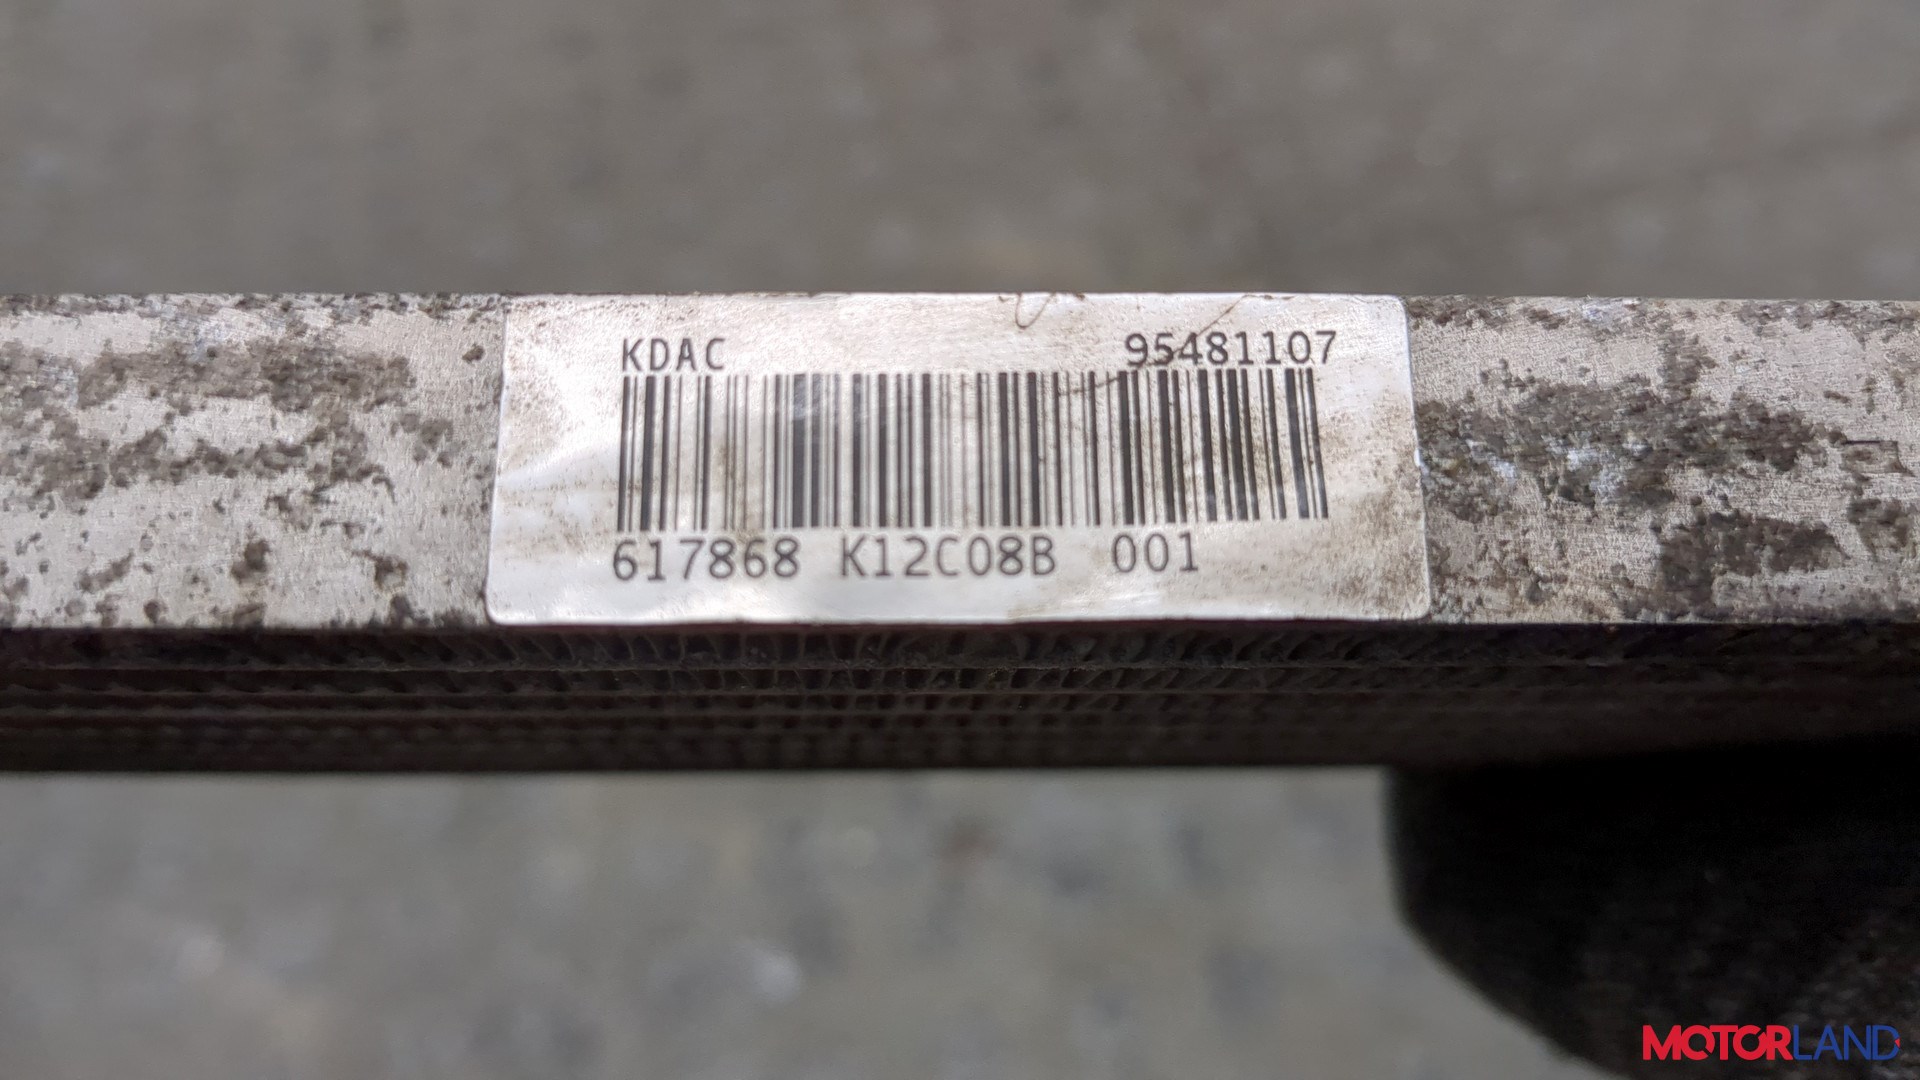 KDAC 95481107
617868 K12C08B 001
MOTORLAND